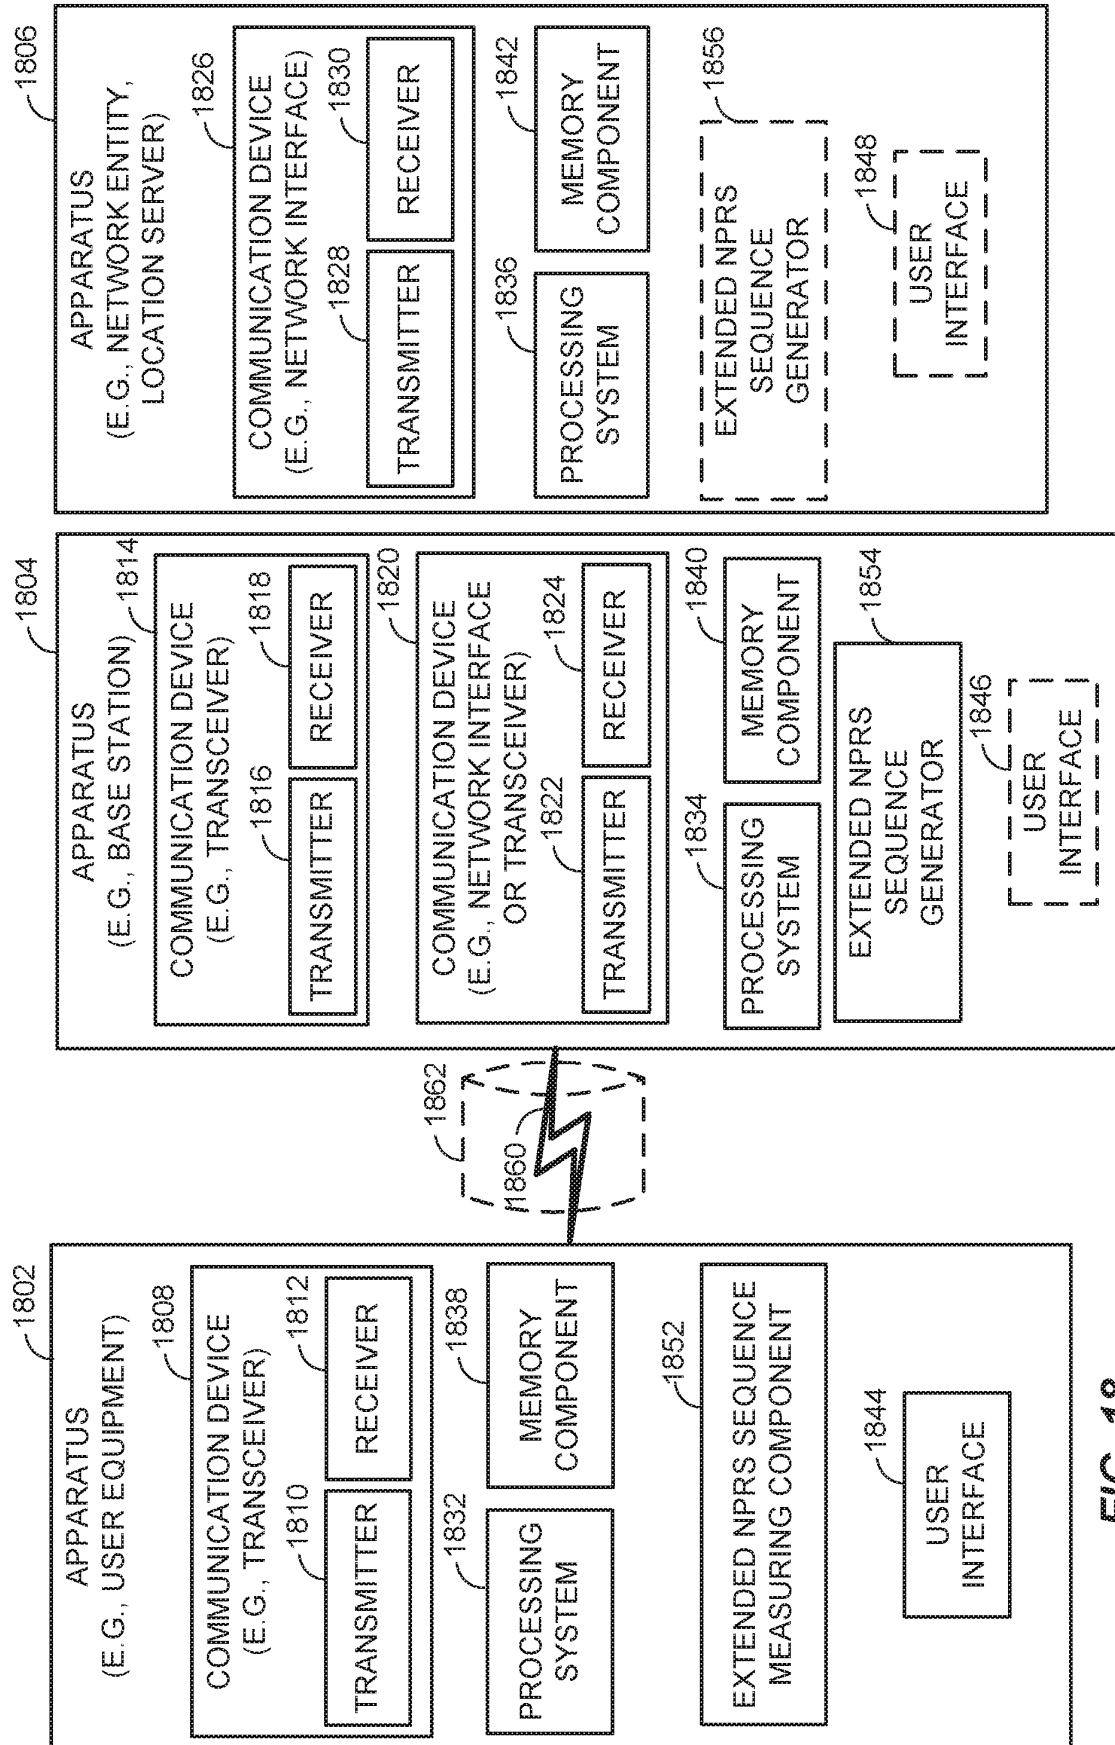 1802
APPARATUS
(E.G., USER EQUIPMENT)
1808
COMMUNICATION DEVICE
(E.G., TRANSCEIVER)
1810
1812
TRANSMITTER
RECEIVER
1832
1838
PROCESSING
SYSTEM
MEMORY
COMPONENT
1852
EXTENDED NPRS SEQUENCE
MEASURING COMPONENT
1844
USER
INTERFACE
1862
1860
1804
APPARATUS
(E.G., BASE STATION)
1814
COMMUNICATION DEVICE
(E.G., TRANSCEIVER)
1816
1818
TRANSMITTER
RECEIVER
1820
COMMUNICATION DEVICE
(E.G., NETWORK INTERFACE
OR TRANSCEIVER)
1822
1824
TRANSMITTER
RECEIVER
1834
1840
PROCESSING
SYSTEM
MEMORY
COMPONENT
1854
EXTENDED NPRS
SEQUENCE
GENERATOR
1846
USER
INTERFACE
1806
APPARATUS
(E.G., NETWORK ENTITY,
LOCATION SERVER)
1826
COMMUNICATION DEVICE
(E.G., NETWORK INTERFACE)
1828
1830
TRANSMITTER
RECEIVER
1836
1842
PROCESSING
SYSTEM
MEMORY
COMPONENT
1856
EXTENDED NPRS
SEQUENCE
GENERATOR
1848
USER
INTERFACE
FIG. 18